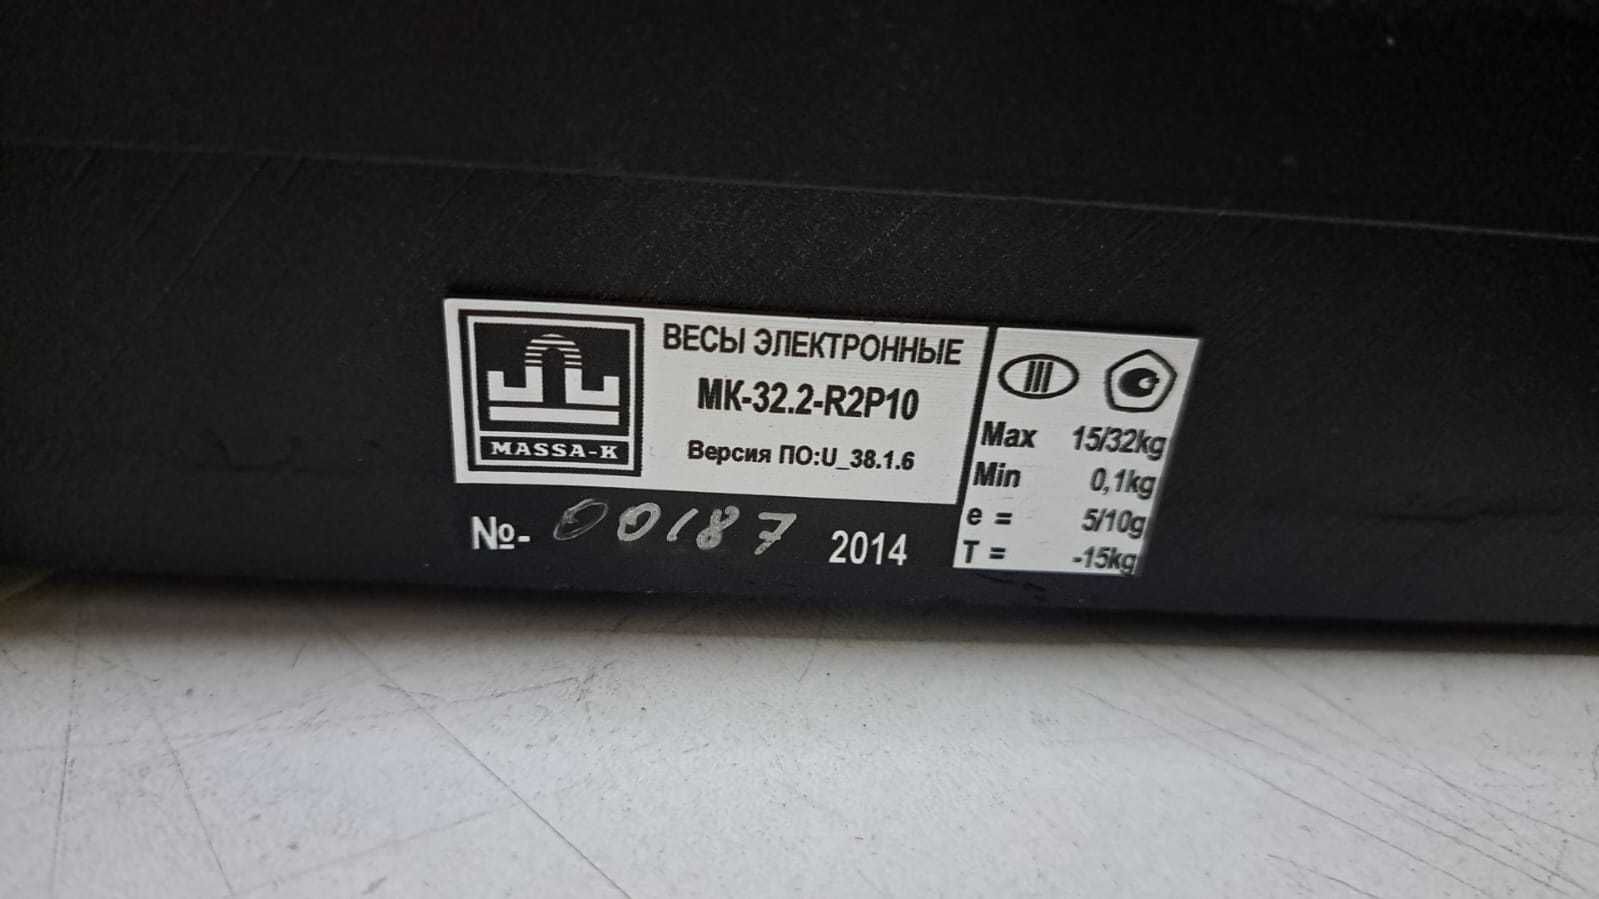 MASSA-K
ВЕСЫ ЭЛЕКТРОННЫЕ
МК-32.2-R2P10
Версия ПО:U_38.1.6
№- 00187 2014
III
Max 15/32kg
Min 0,1kg
e = 5/10g
T = -15kg